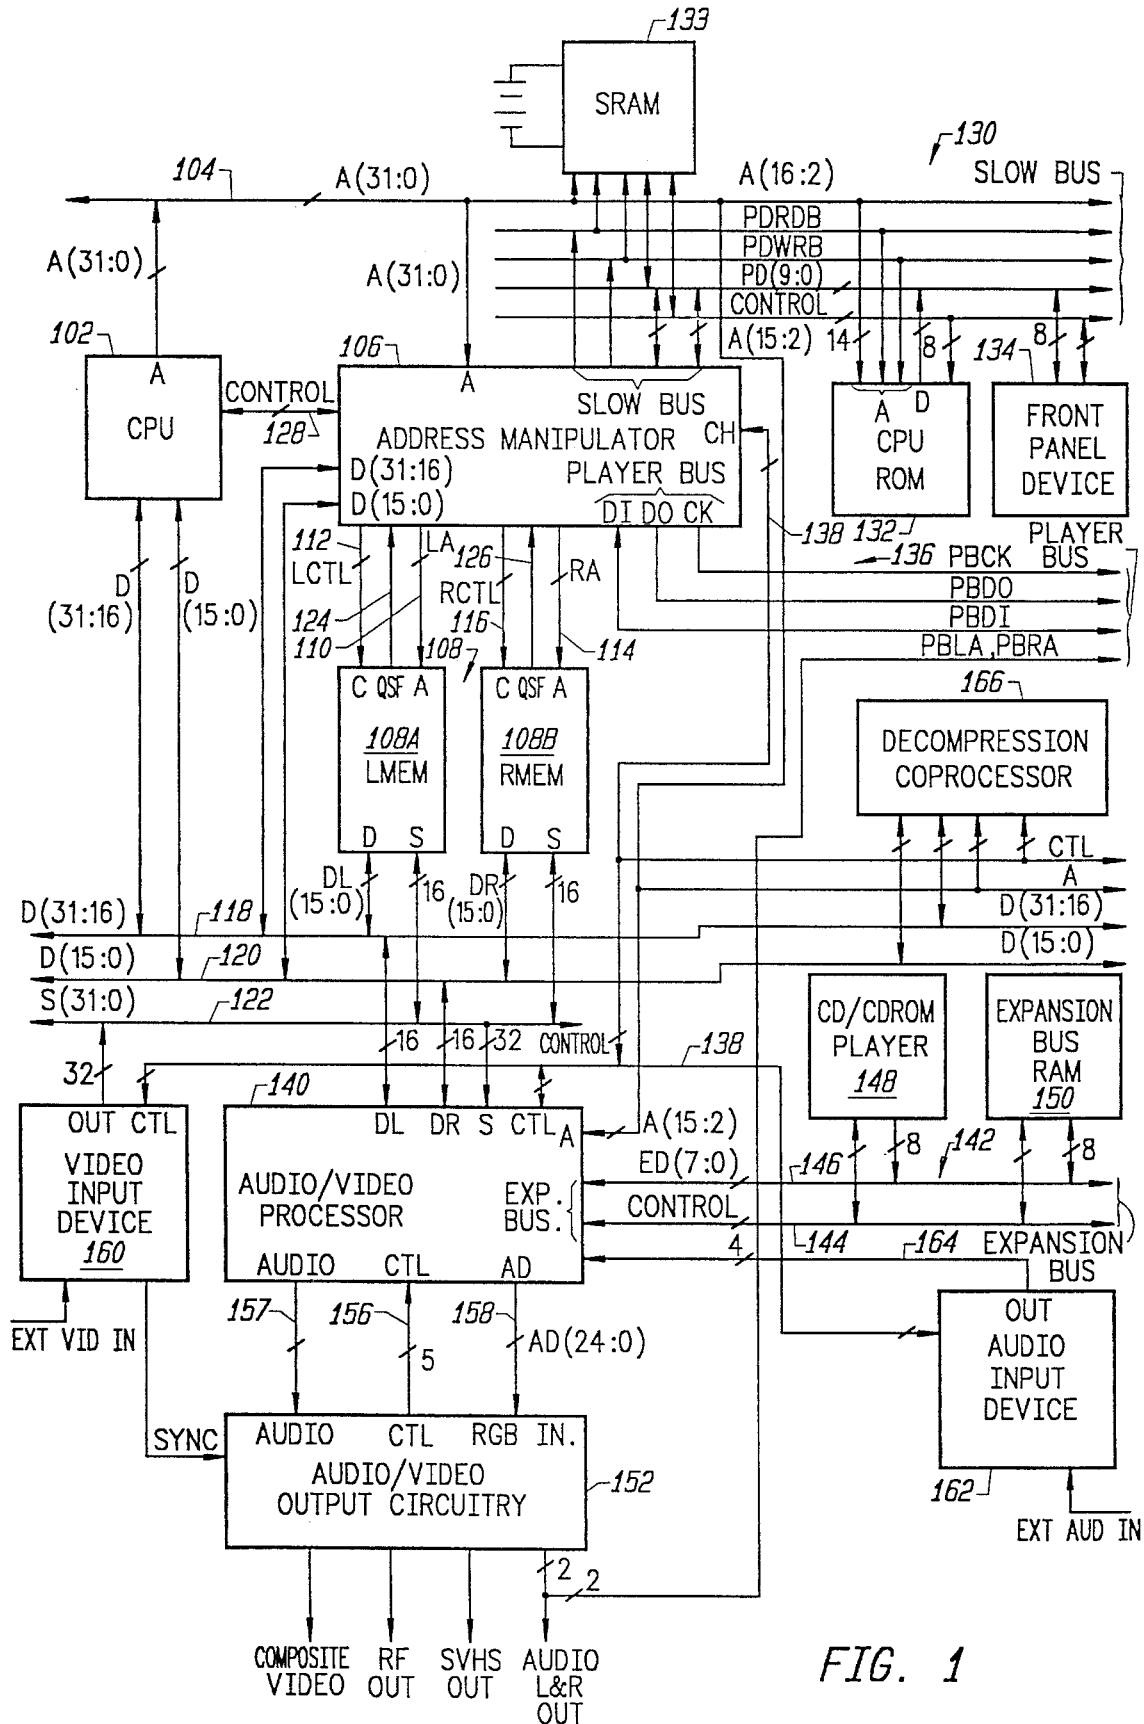 133
SRAM
130
SLOW BUS
104
A(31:0)
A(16:2)
PDRDB
PDWRB
PD(9:0)
CONTROL
A(31:0)
A(31:0)
A(15:2)
14
8
8
102
106
134
A
CPU
CONTROL
128
A
SLOW BUS
ADDRESS MANIPULATOR
CH
D(31:16)
PLAYER BUS
D(15:0)
DI DO CK
A
D
CPU
ROM
132
FRONT
PANEL
DEVICE
138
PLAYER
BUS
136
PBCK
PBDO
PBDI
PBLA,PBRA
112
LCTL
LA
126
RCTL
RA
124
110
116
108
114
D
(31:16)
D
(15:0)
C QSF A
108A
LMEM
D S
C QSF A
108B
RMEM
D S
166
DECOMPRESSION
COPROCESSOR
CTL
A
D(31:16)
D(15:0)
DL
(15:0)
16
DR
(15:0)
16
D(31:16)
118
D(15:0)
120
S(31:0)
122
32
16
16
32
CONTROL
138
CD/CDROM
PLAYER
148
EXPANSION
BUS
RAM
150
8
8
142
140
OUT CTL
VIDEO
INPUT
DEVICE
160
DL DR S CTL
A
A(15:2)
ED(7:0)
146
AUDIO/VIDEO
PROCESSOR
EXP.
BUS.
CONTROL
144
4
164
EXPANSION
BUS
AUDIO CTL AD
EXT VID IN
157
156
5
158
AD(24:0)
OUT
AUDIO
INPUT
DEVICE
162
EXT AUD IN
SYNC
AUDIO CTL RGB IN.
AUDIO/VIDEO
OUTPUT CIRCUITRY
152
2
2
COMPOSITE
VIDEO
RF
OUT
SVHS
OUT
AUDIO
L&R
OUT
FIG. 1